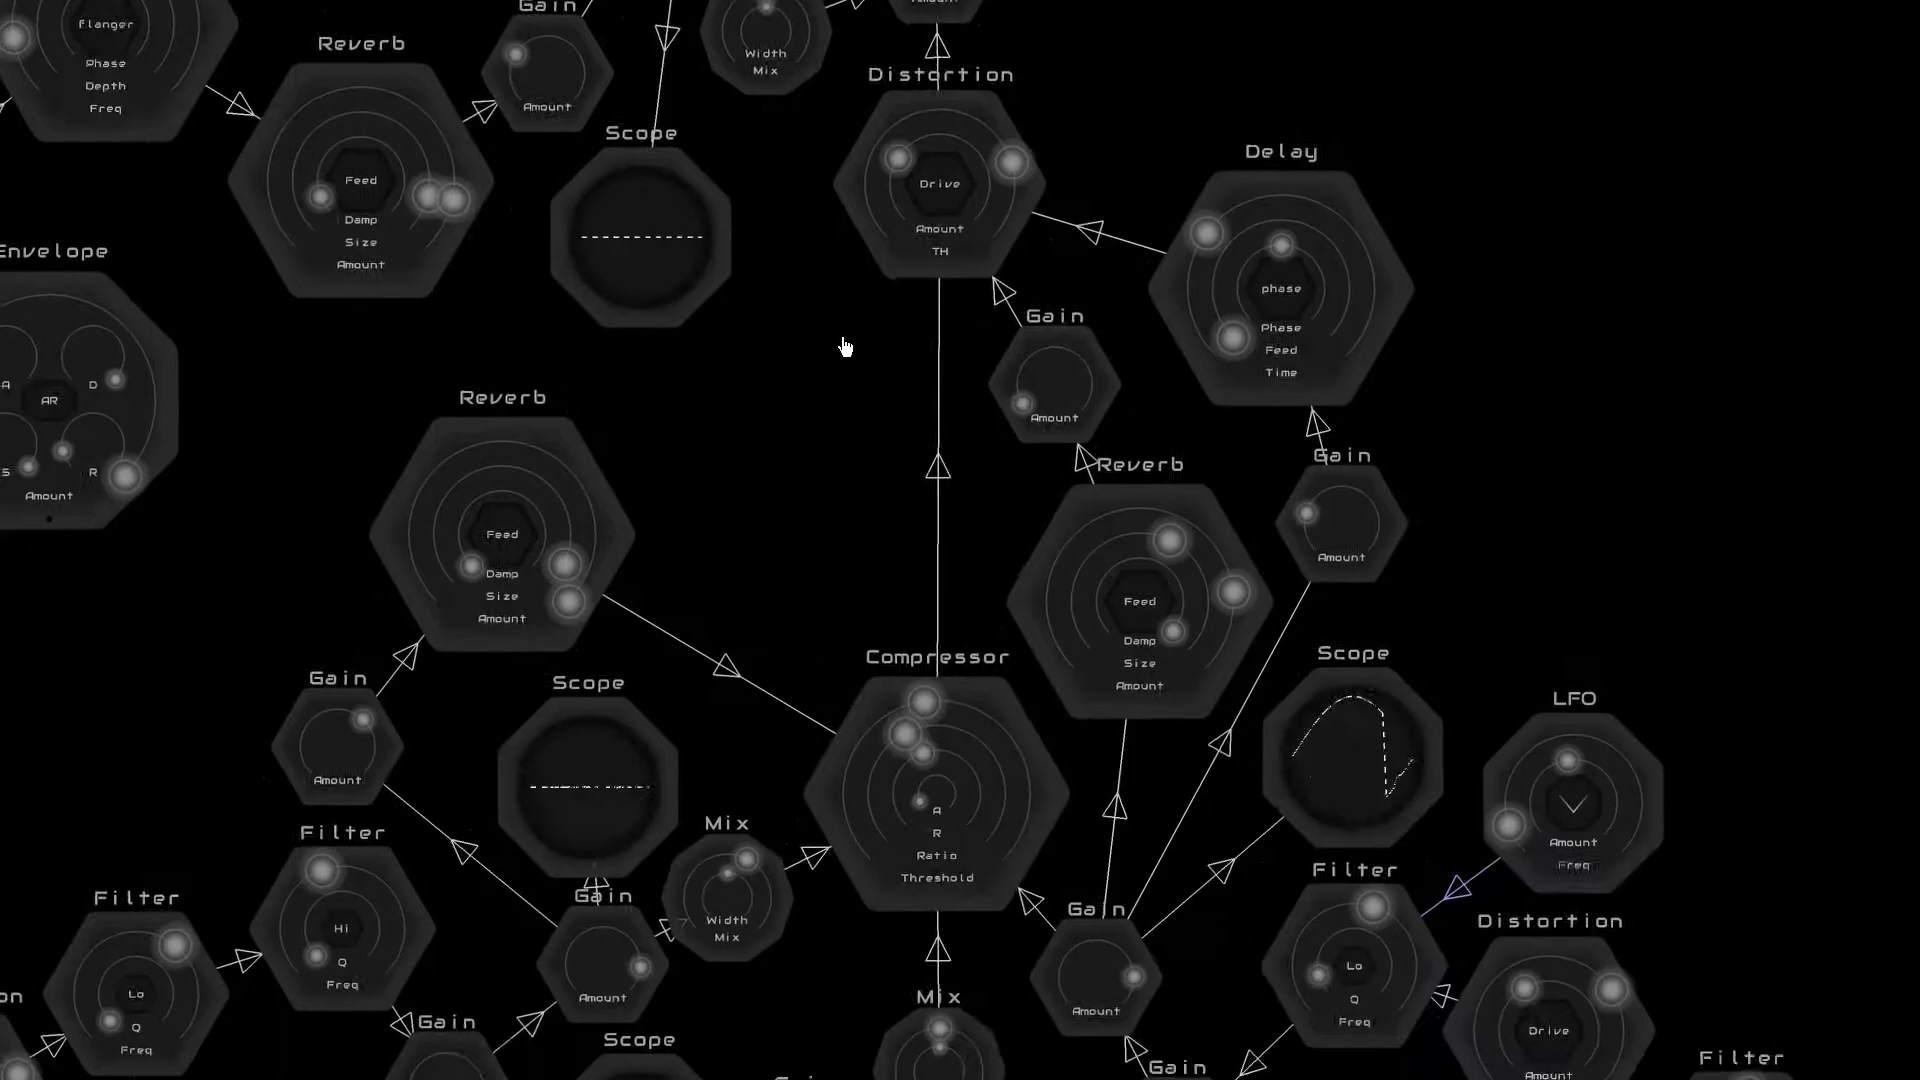 Gain
Flanger
Phase
Depth
Freq
Reverb
Feed
Damp
Size
Amount
Amount
Scope
Width
Mix
Distortion
Drive
Amount
TH
Delay
phase
Phase
Feed
Time
Envelope
A
D
AR
S
R
Amount
Gain
Amount
Reverb
Feed
Damp
Size
Amount
Gain
Amount
Reverb
Feed
Damp
Size
Amount
Gain
Amount
Scope
Compressor
A
R
Ratio
Threshold
Scope
LFO
Amount
Freq
Filter
Hi
Q
Freq
Mix
Width
Mix
Gain
Amount
Filter
Lo
Q
Freq
Gain
Amount
Filter
Lo
Q
Freq
Distortion
Drive
Amount
Mix
Gain
Scope
Gain
Filter